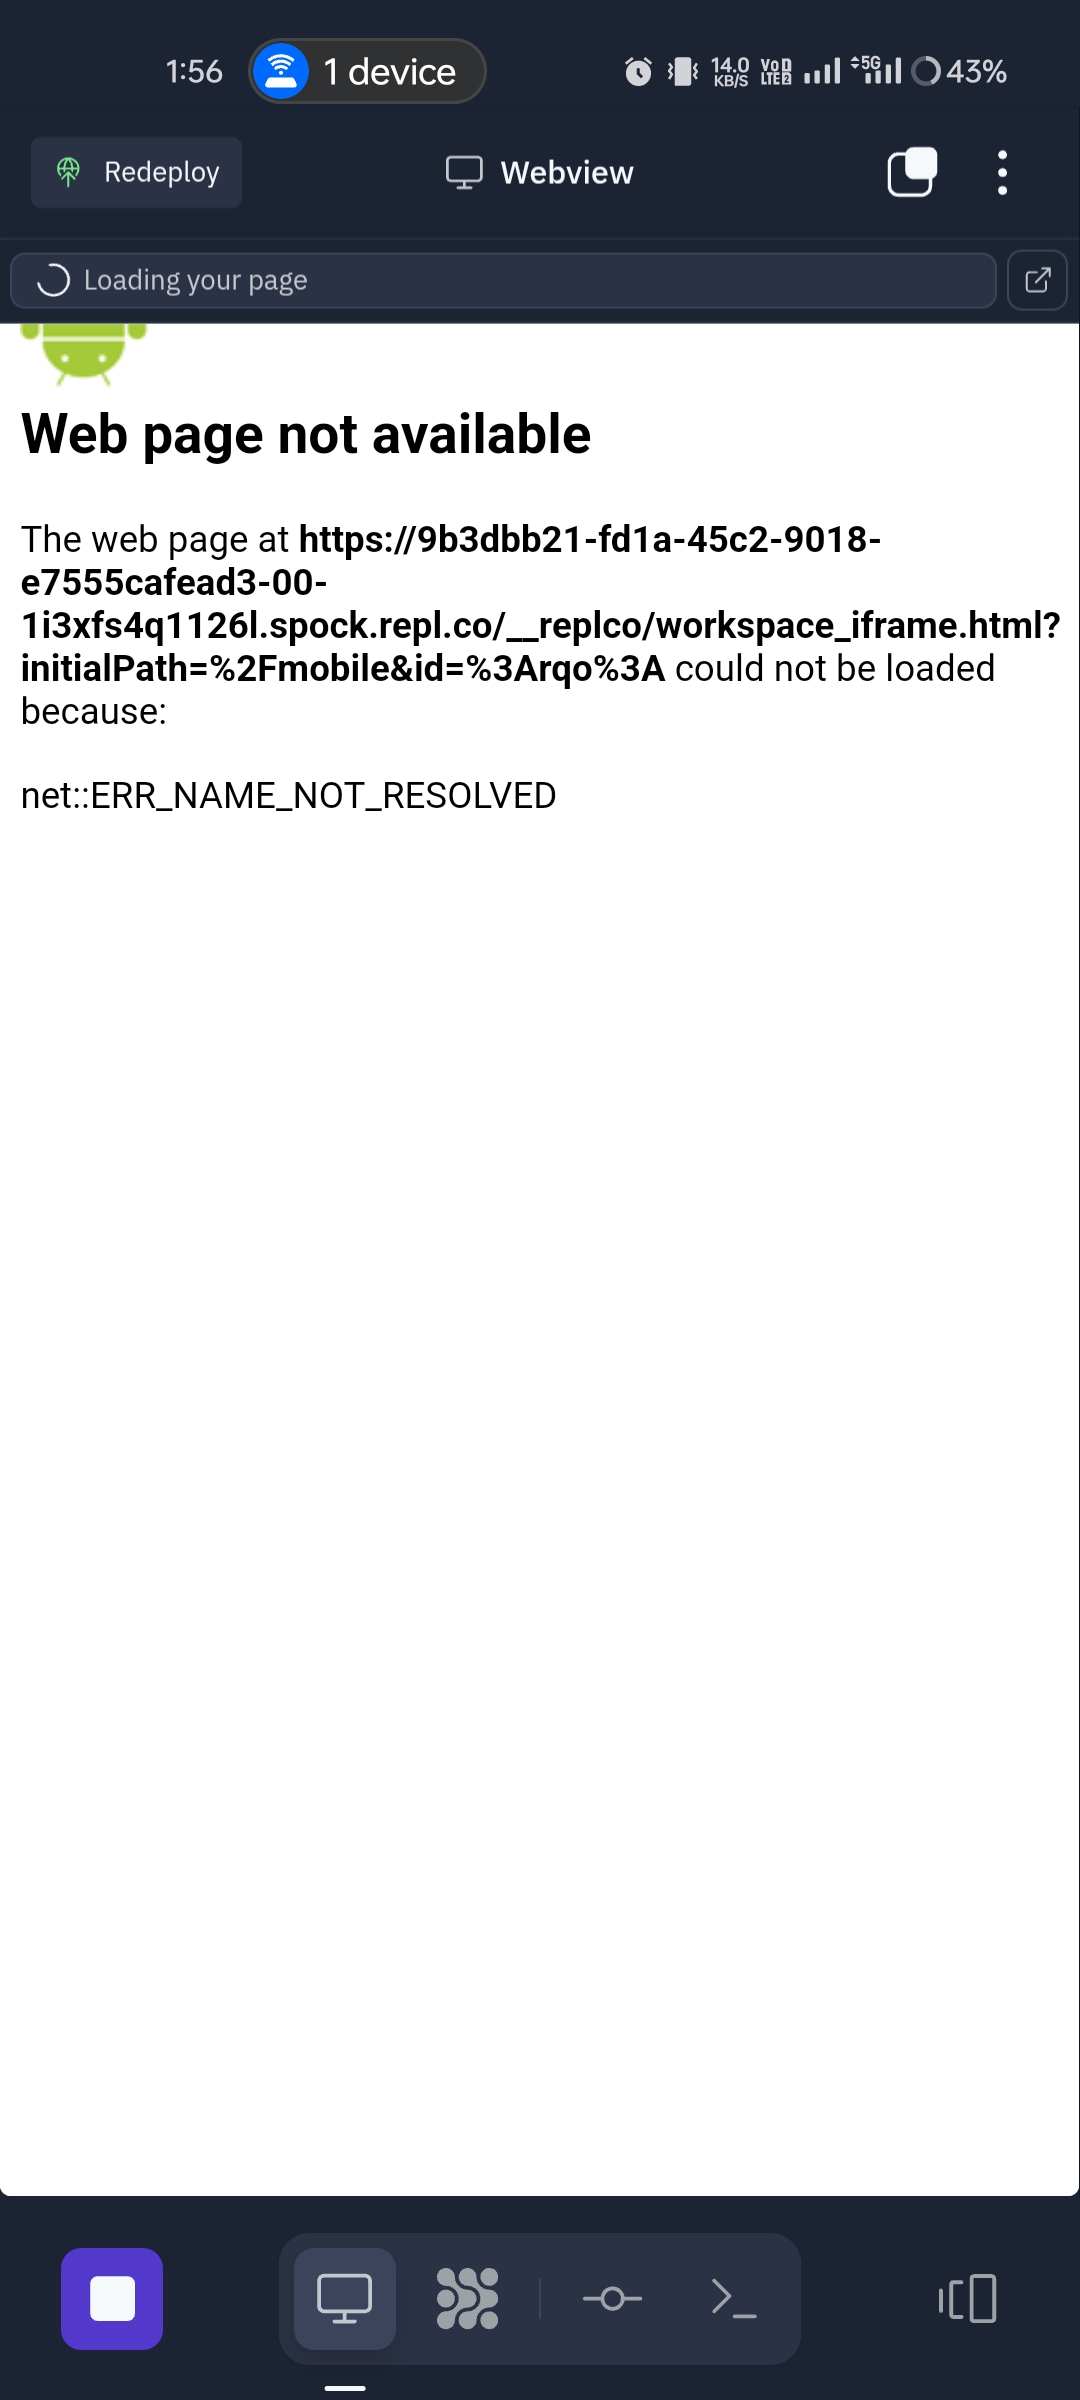 1:56 1 device 14.0 KB/S VoD LTE2 5G 43%
Redeploy Webview
Loading your page
Web page not available
The web page at https://9b3dbb21-fd1a-45c2-9018-
e7555cafead3-00-
1i3xfs4q1126l.spock.repl.co/__replco/workspace_iframe.html?
initialPath=%2Fmobile&id=%3Arqo%3A could not be loaded
because:
net::ERR_NAME_NOT_RESOLVED